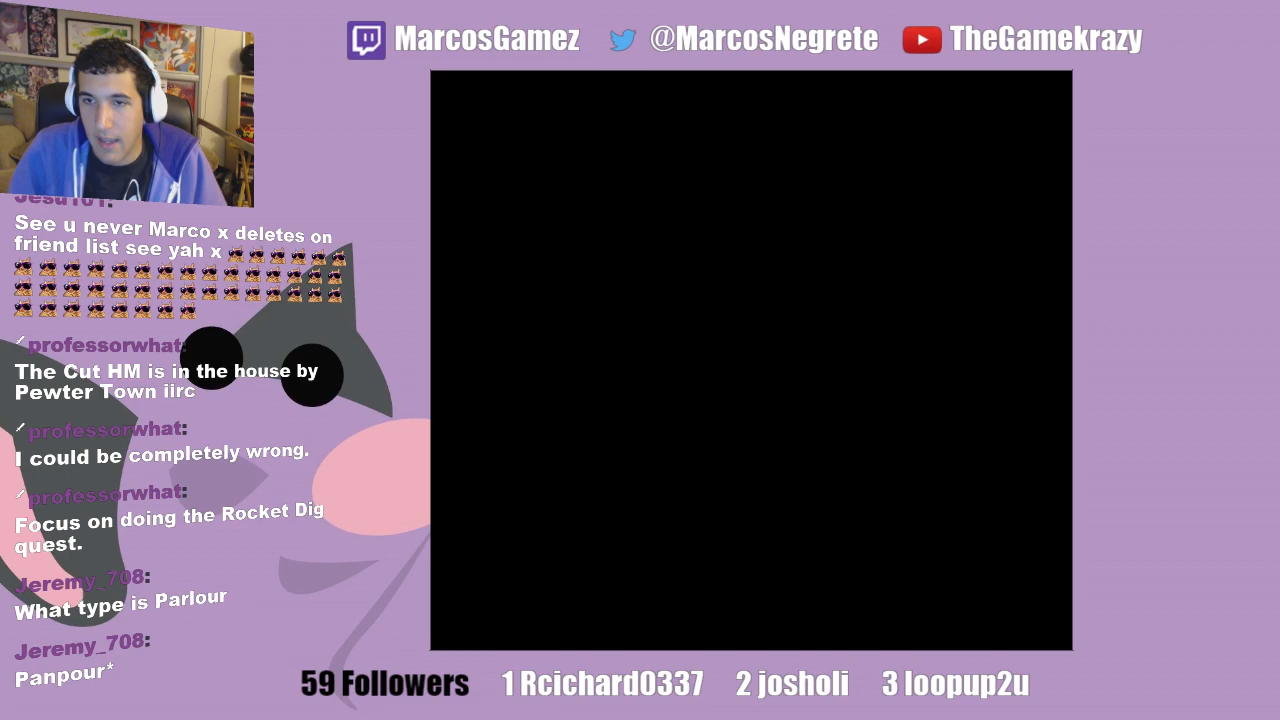 MarcosGamez @MarcosNegrete TheGamekrazy
Jesu101:
See u never Marco x deletes on
friend list see yah x
professorwhat:
The Cut HM is in the house by
Pewter Town iirc
professorwhat:
I could be completely wrong.
professorwhat:
Focus on doing the Rocket Dig
quest.
Jeremy_708:
What type is Parlour
Jeremy_708:
Panpour*
59 Followers 1 Rcichard0337 2 josholi 3 loopup2u